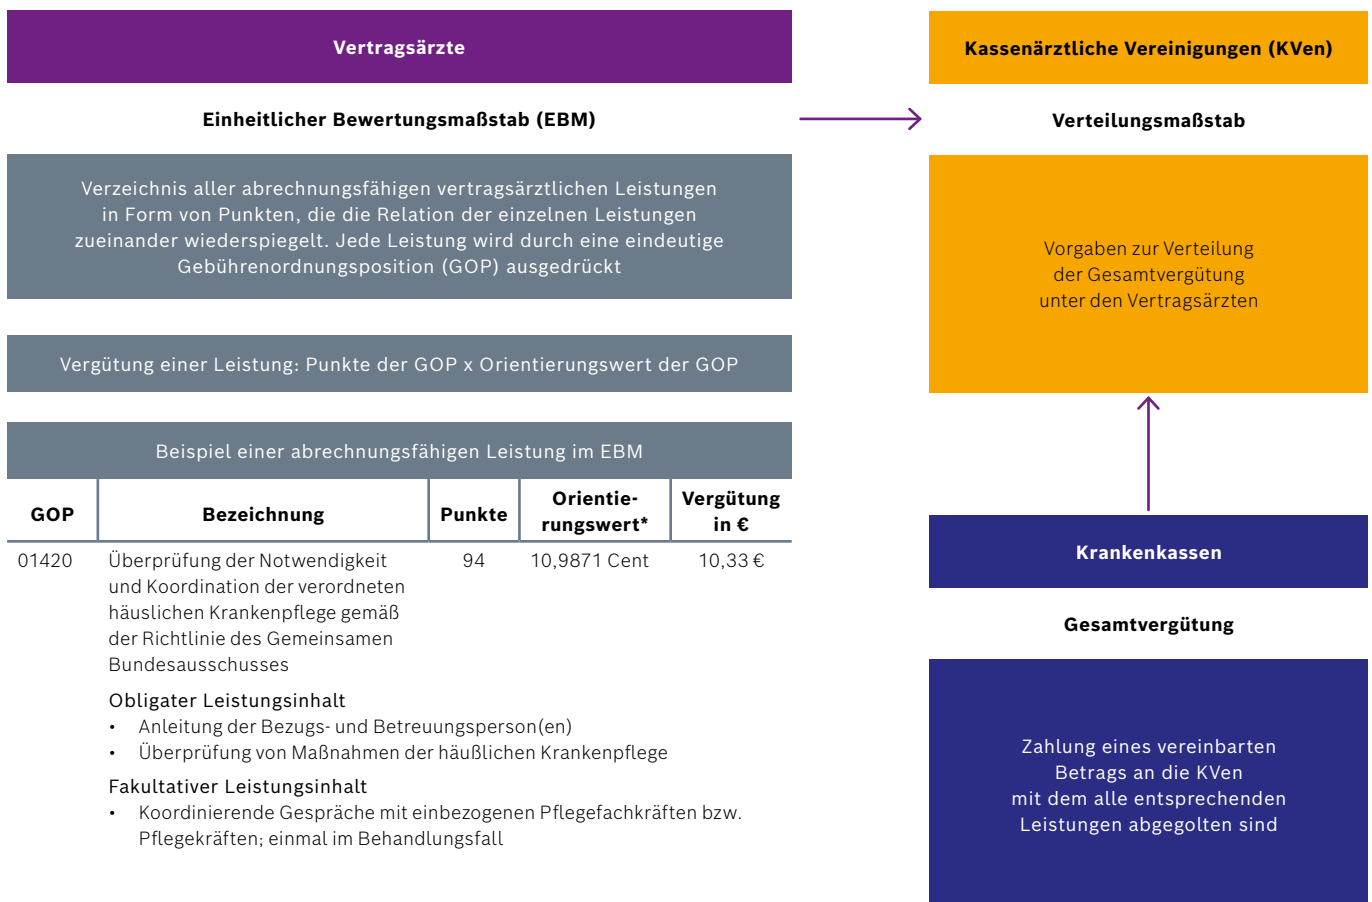 Vertragsärzte
Einheitlicher Bewertungsmaßstab (EBM)
Verzeichnis aller abrechnungsfähigen vertragsärztlichen Leistungen
in Form von Punkten, die die Relation der einzelnen Leistungen
zueinander wiederspiegelt. Jede Leistung wird durch eine eindeutige
Gebührenordnungsposition (GOP) ausgedrückt
Vergütung einer Leistung: Punkte der GOP x Orientierungswert der GOP
Beispiel einer abrechnungsfähigen Leistung im EBM
GOP
Bezeichnung
Punkte
Orientie-
rungswert*
Vergütung
in €
01420
Überprüfung der Notwendigkeit
und Koordination der verordneten
häuslichen Krankenpflege gemäß
der Richtlinie des Gemeinsamen
Bundesausschusses
94
10,9871 Cent
10,33 €
Obligater Leistungsinhalt
• Anleitung der Bezugs- und Betreuungsperson(en)
• Überprüfung von Maßnahmen der häußlichen Krankenpflege
Fakultativer Leistungsinhalt
• Koordinierende Gespräche mit einbezogenen Pflegefachkräften bzw.
Pflegekräften; einmal im Behandlungsfall
Kassenärztliche Vereinigungen (KVen)
Verteilungsmaßstab
Vorgaben zur Verteilung
der Gesamtvergütung
unter den Vertragsärzten
Krankenkassen
Gesamtvergütung
Zahlung eines vereinbarten
Betrags an die KVen
mit dem alle entsprechenden
Leistungen abgegolten sind